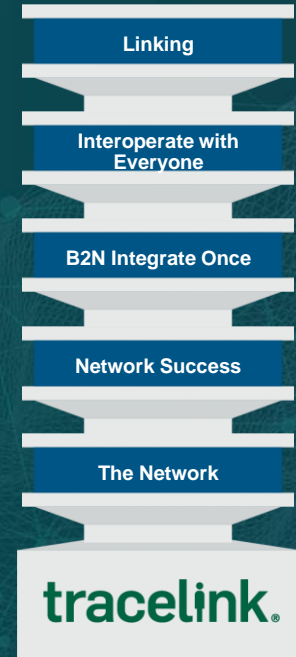 Linking
Interoperate with
Everyone
B2N Integrate Once
Network Success
The Network
tracelink®